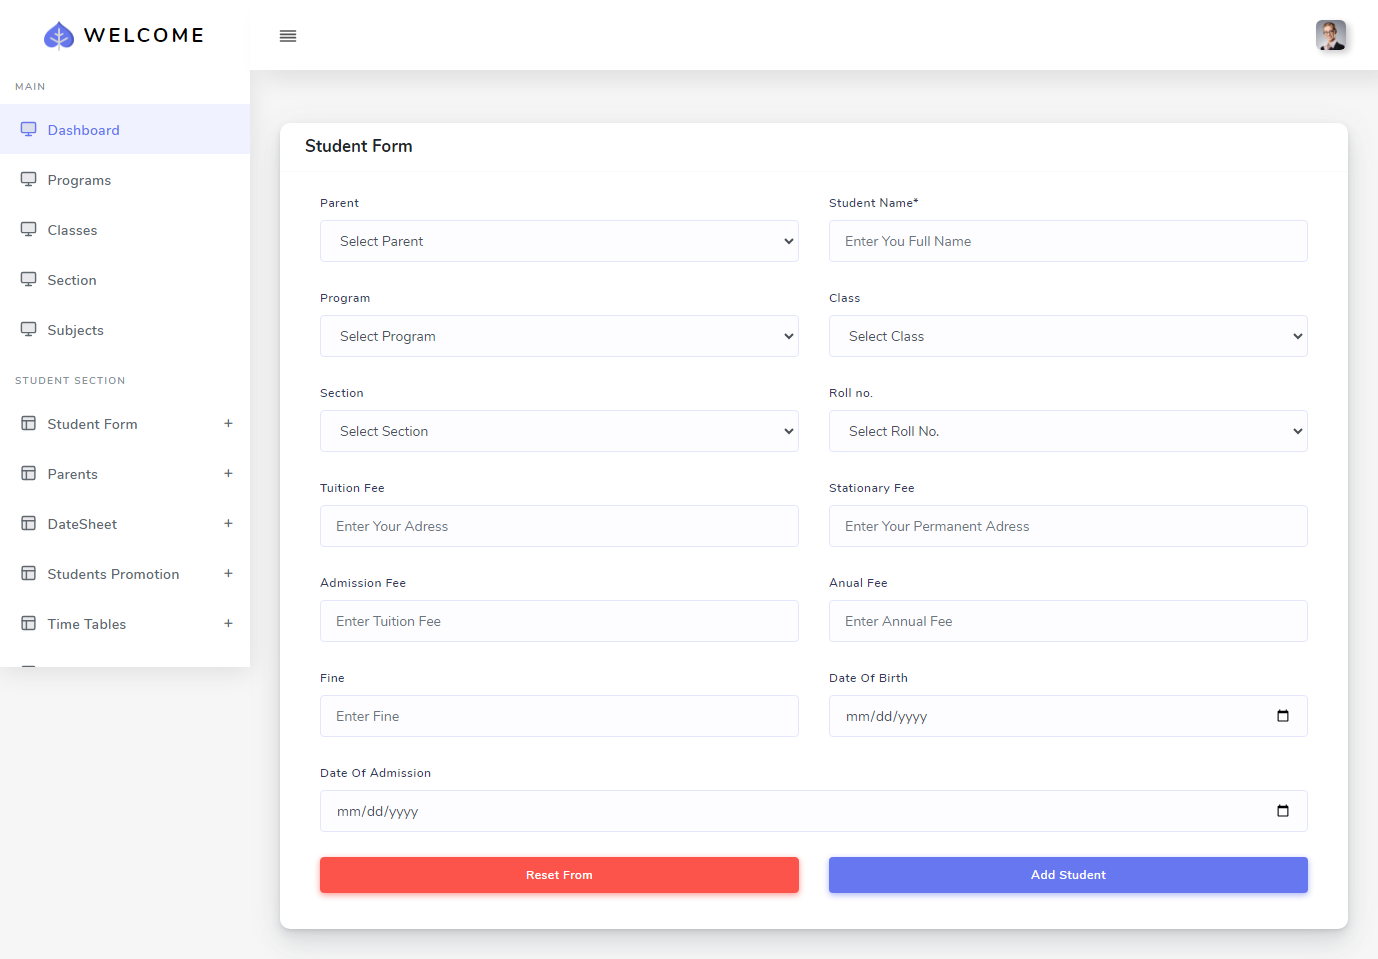 WELCOME
MAIN
Dashboard
Programs
Classes
Section
Subjects
STUDENT SECTION
Student Form +
Parents +
DateSheet +
Students Promotion +
Time Tables +
Student Form
Parent
Select Parent
Student Name*
Enter You Full Name
Program
Select Program
Class
Select Class
Section
Select Section
Roll no.
Select Roll No.
Tuition Fee
Enter Your Adress
Stationary Fee
Enter Your Permanent Adress
Admission Fee
Enter Tuition Fee
Anual Fee
Enter Annual Fee
Fine
Enter Fine
Date Of Birth
mm/dd/yyyy
Date Of Admission
mm/dd/yyyy
Reset From
Add Student